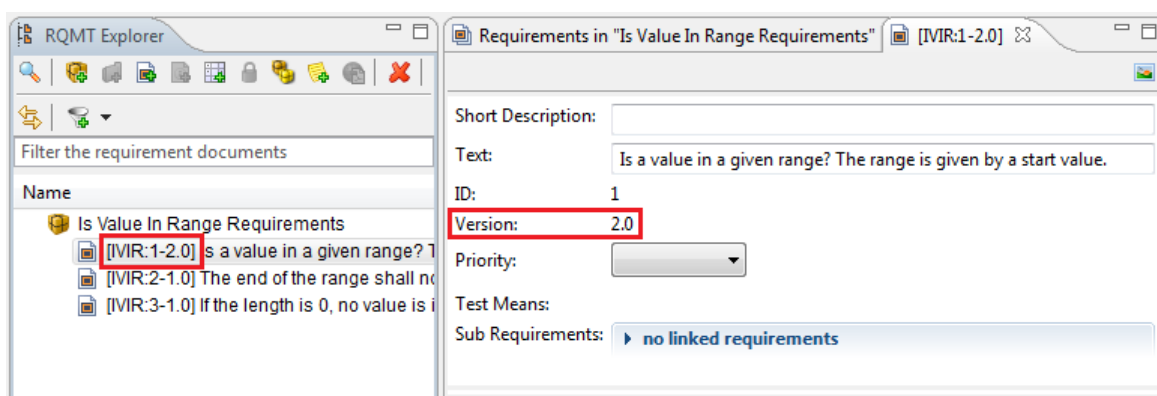 RQMT Explorer
Filter the requirement documents
Name
Is Value In Range Requirements
[IVIR:1-2.0] Is a value in a given range? T
[IVIR:2-1.0] The end of the range shall no
[IVIR:3-1.0] If the length is 0, no value is i
Requirements in "Is Value In Range Requirements"
[IVIR:1-2.0]
Short Description:
Text: Is a value in a given range? The range is given by a start value.
ID: 1
Version: 2.0
Priority:
Test Means:
Sub Requirements: no linked requirements